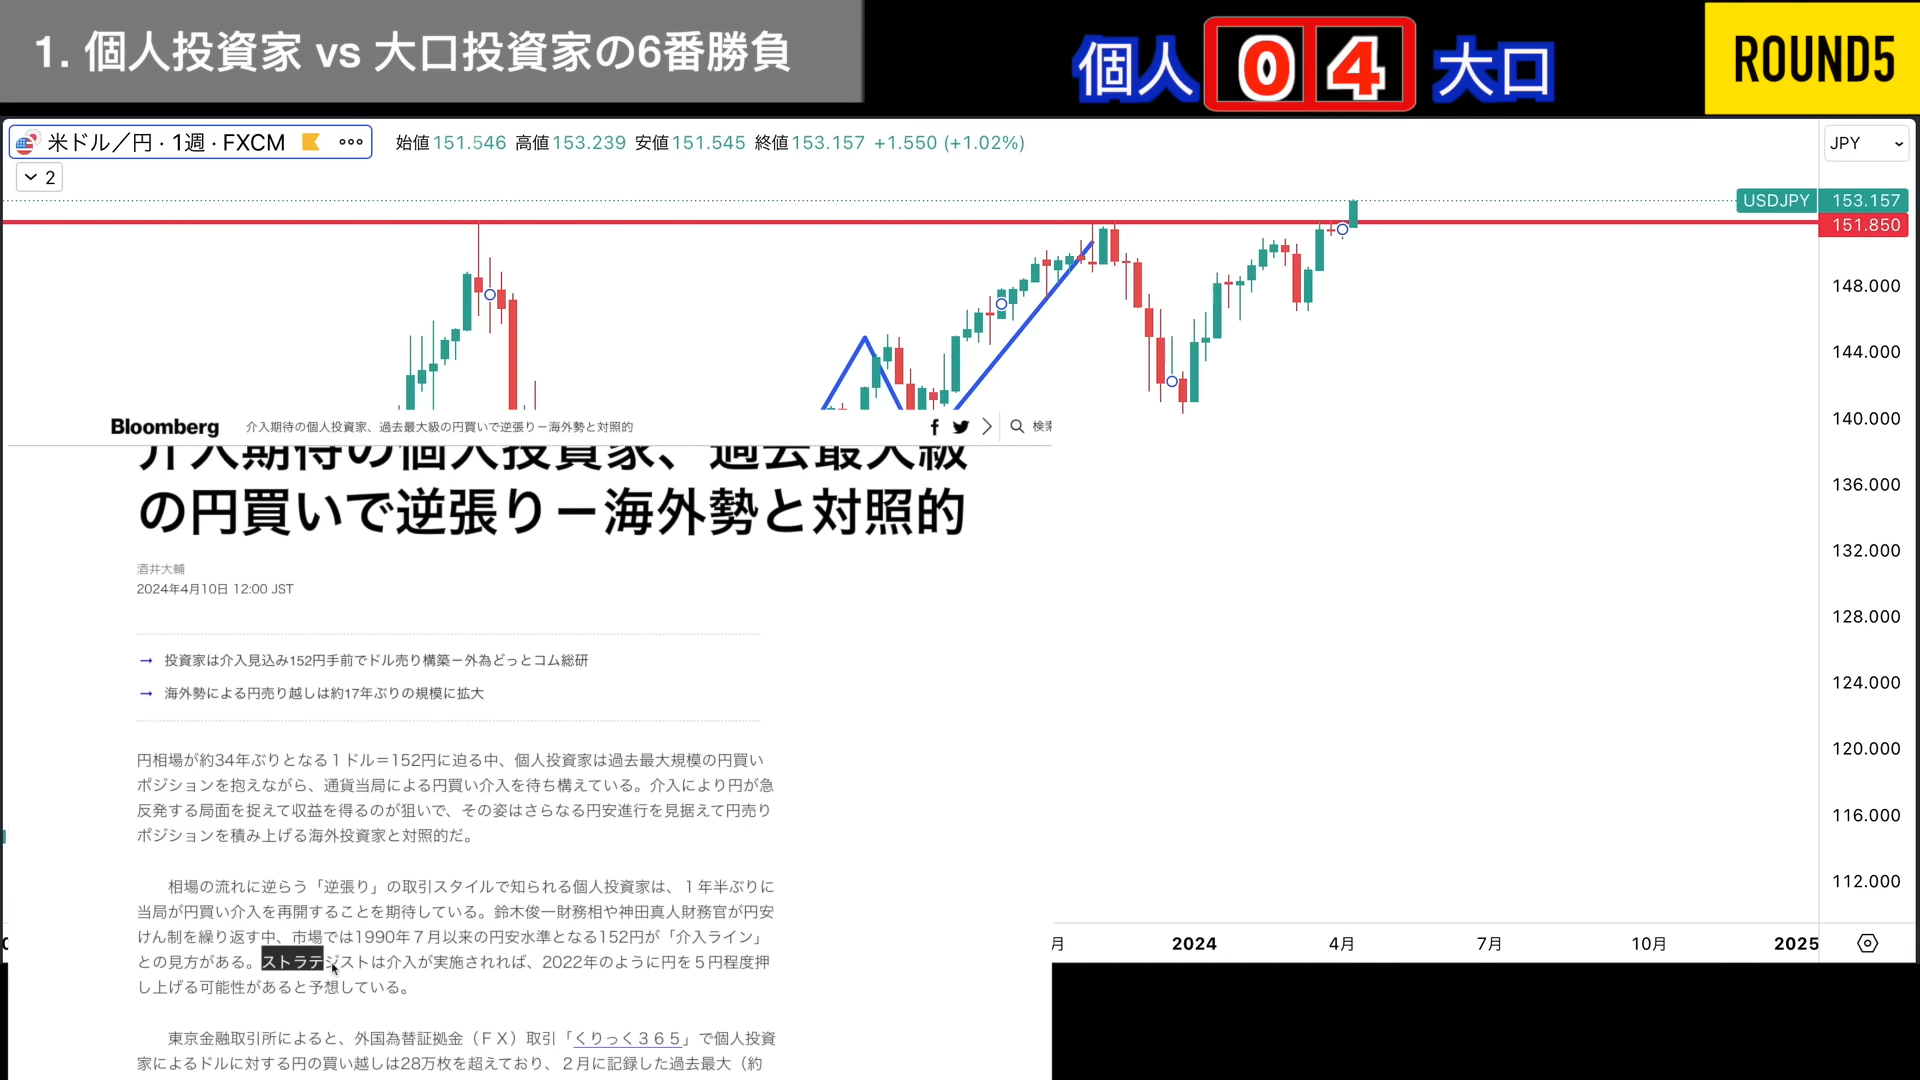 1. 個人投資家 vs 大口投資家の6番勝負
個人 0 4 大口
ROUND5
米ドル／円 · 1週 · FXCM
始値151.546 高値153.239 安値151.545 終値153.157 +1.550 (+1.02%)
JPY
2
USDJPY 153.157
151.850
148.000
144.000
140.000
136.000
132.000
128.000
124.000
120.000
116.000
112.000
Bloomberg
介入期待の個人投資家、過去最大級の円買いで逆張り－海外勢と対照的
検索
介入期待の個人投資家、過去最大級
の円買いで逆張り－海外勢と対照的
酒井大輔
2024年4月10日 12:00 JST
→ 投資家は介入見込み152円手前でドル売り構築－外為どっとコム総研
→ 海外勢による円売り越しは約17年ぶりの規模に拡大
円相場が約34年ぶりとなる１ドル＝152円に迫る中、個人投資家は過去最大規模の円買い
ポジションを抱えながら、通貨当局による円買い介入を待ち構えている。介入により円が急
反発する局面を捉えて収益を得るのが狙いで、その姿はさらなる円安進行を見据えて円売り
ポジションを積み上げる海外投資家と対照的だ。
相場の流れに逆らう「逆張り」の取引スタイルで知られる個人投資家は、１年半ぶりに
当局が円買い介入を再開することを期待している。鈴木俊一財務相や神田真人財務官が円安
けん制を繰り返す中、市場では1990年７月以来の円安水準となる152円が「介入ライン」
との見方がある。ストラテジストは介入が実施されれば、2022年のように円を５円程度押
し上げる可能性があると予想している。
東京金融取引所によると、外国為替証拠金（ＦＸ）取引「くりっく３６５」で個人投資
家によるドルに対する円の買い越しは28万枚を超えており、２月に記録した過去最大（約
月 2024 4月 7月 10月 2025